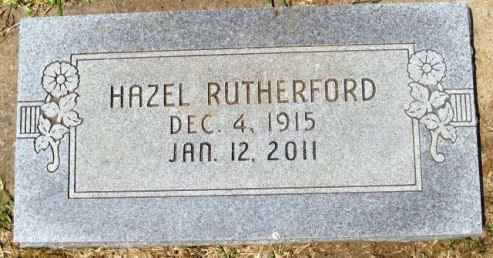 HAZEL RUTHERFORD
DEC. 4, 1915
JAN. 12, 2011